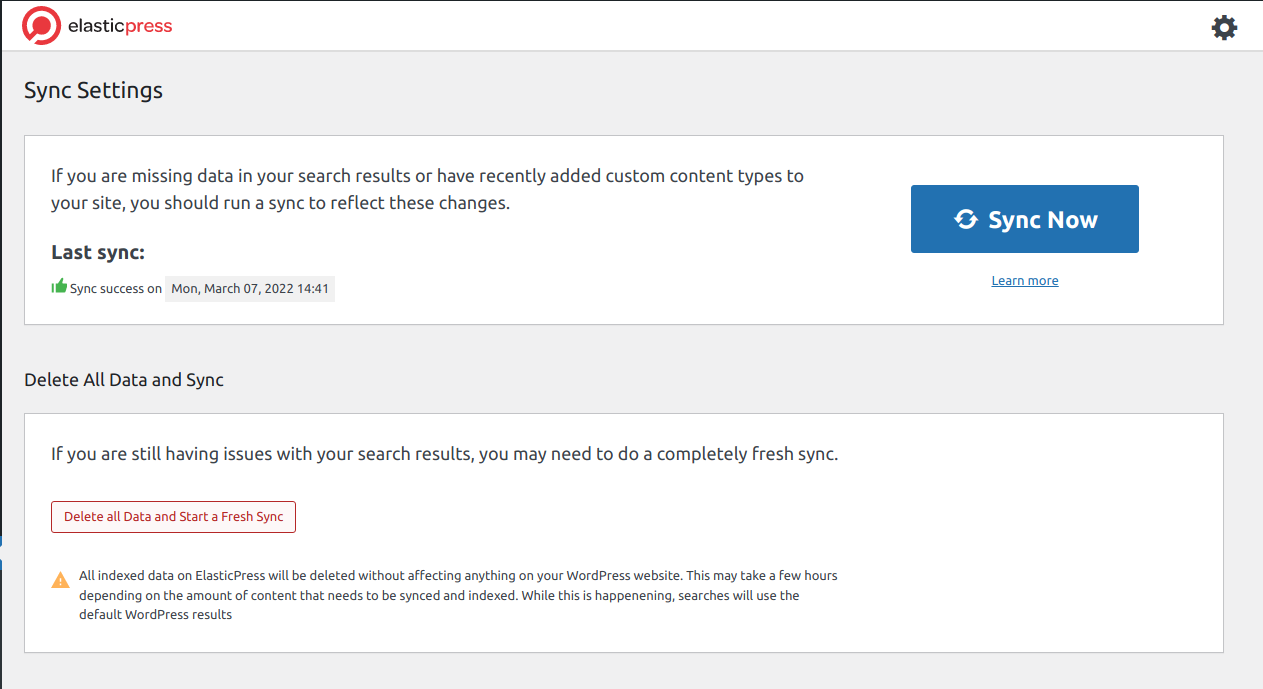 elasticpress
Sync Settings
If you are missing data in your search results or have recently added custom content types to
your site, you should run a sync to reflect these changes.
Sync Now
Last sync:
Learn more
Sync success on Mon, March 07, 2022 14:41
Delete All Data and Sync
If you are still having issues with your search results, you may need to do a completely fresh sync.
Delete all Data and Start a Fresh Sync
All indexed data on ElasticPress will be deleted without affecting anything on your WordPress website. This may take a few hours
depending on the amount of content that needs to be synced and indexed. While this is happenening, searches will use the
default WordPress results